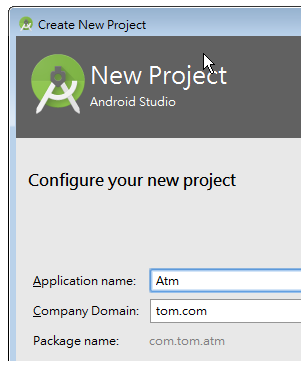 Create New Project
New Project
Android Studio
Configure your new project
Application name: Atm
Company Domain: tom.com
Package name: com.tom.atm